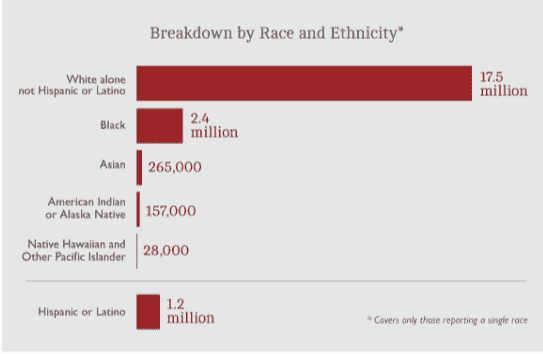 Breakdown by Race and Ethnicity*
White alone
not Hispanic or Latino
17.5
million
Black
2.4
million
Asian
265,000
American Indian
or Alaska Native
157,000
Native Hawaiian and
Other Pacific Islander
28,000
Hispanic or Latino
1.2
million
* Covers only those reporting a single race